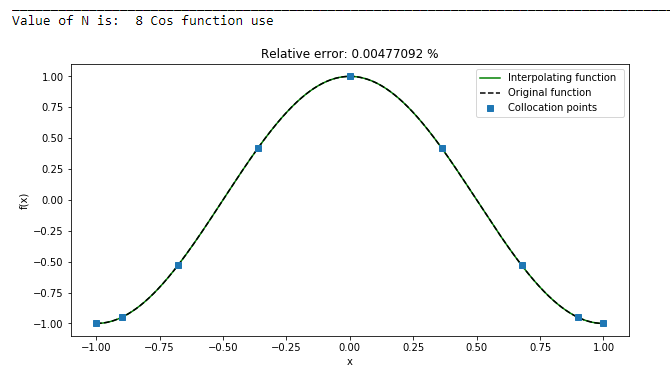 Value of N is:  8 Cos function use
Relative error: 0.00477092 %
Interpolating function
Original function
Collocation points
1.00
0.75
0.50
0.25
0.00
−0.25
−0.50
−0.75
−1.00
f(x)
−1.00 −0.75 −0.50 −0.25 0.00 0.25 0.50 0.75 1.00
x